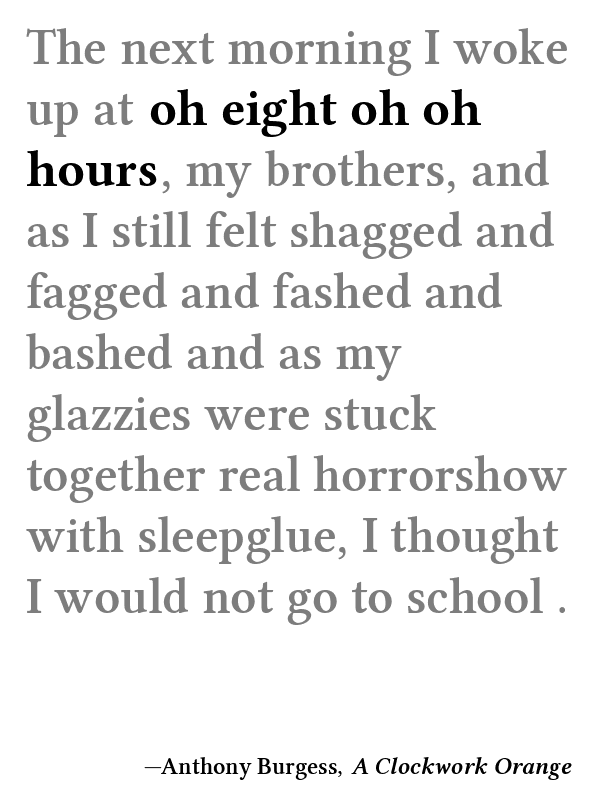 The next morning I woke
up at oh eight oh oh
hours, my brothers, and
as I still felt shagged and
fagged and fashed and
bashed and as my
glazzies were stuck
together real horrorshow
with sleepglue, I thought
I would not go to school .
—Anthony Burgess, A Clockwork Orange